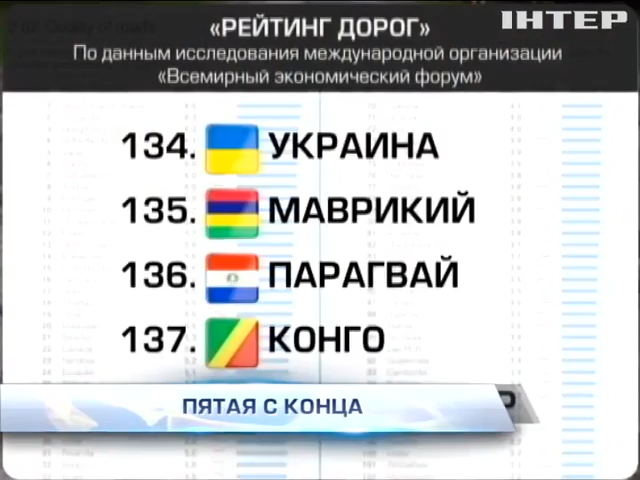 ІНТЕР
«РЕЙТИНГ ДОРОГ»
По данным исследования международной организации
«Всемирный экономический форум»
134. УКРАИНА
135. МАВРИКИЙ
136. ПАРАГВАЙ
137. КОНГО
ПЯТАЯ С КОНЦА